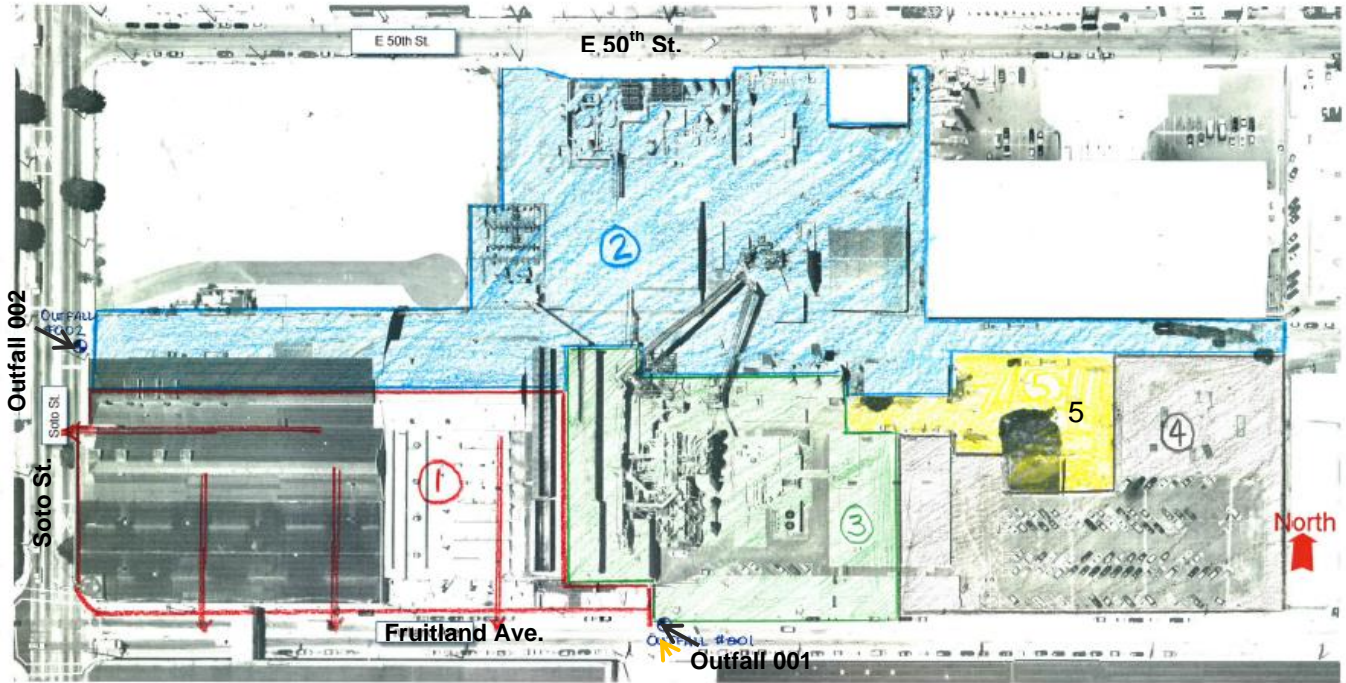 E 50th St.
E 50th St.
2
Outfall 002
OUTFALL
#002
Soto St.
Soto St.
1
3
4
5
5
North
Fruitland Ave.
OUTFALL #001
Outfall 001